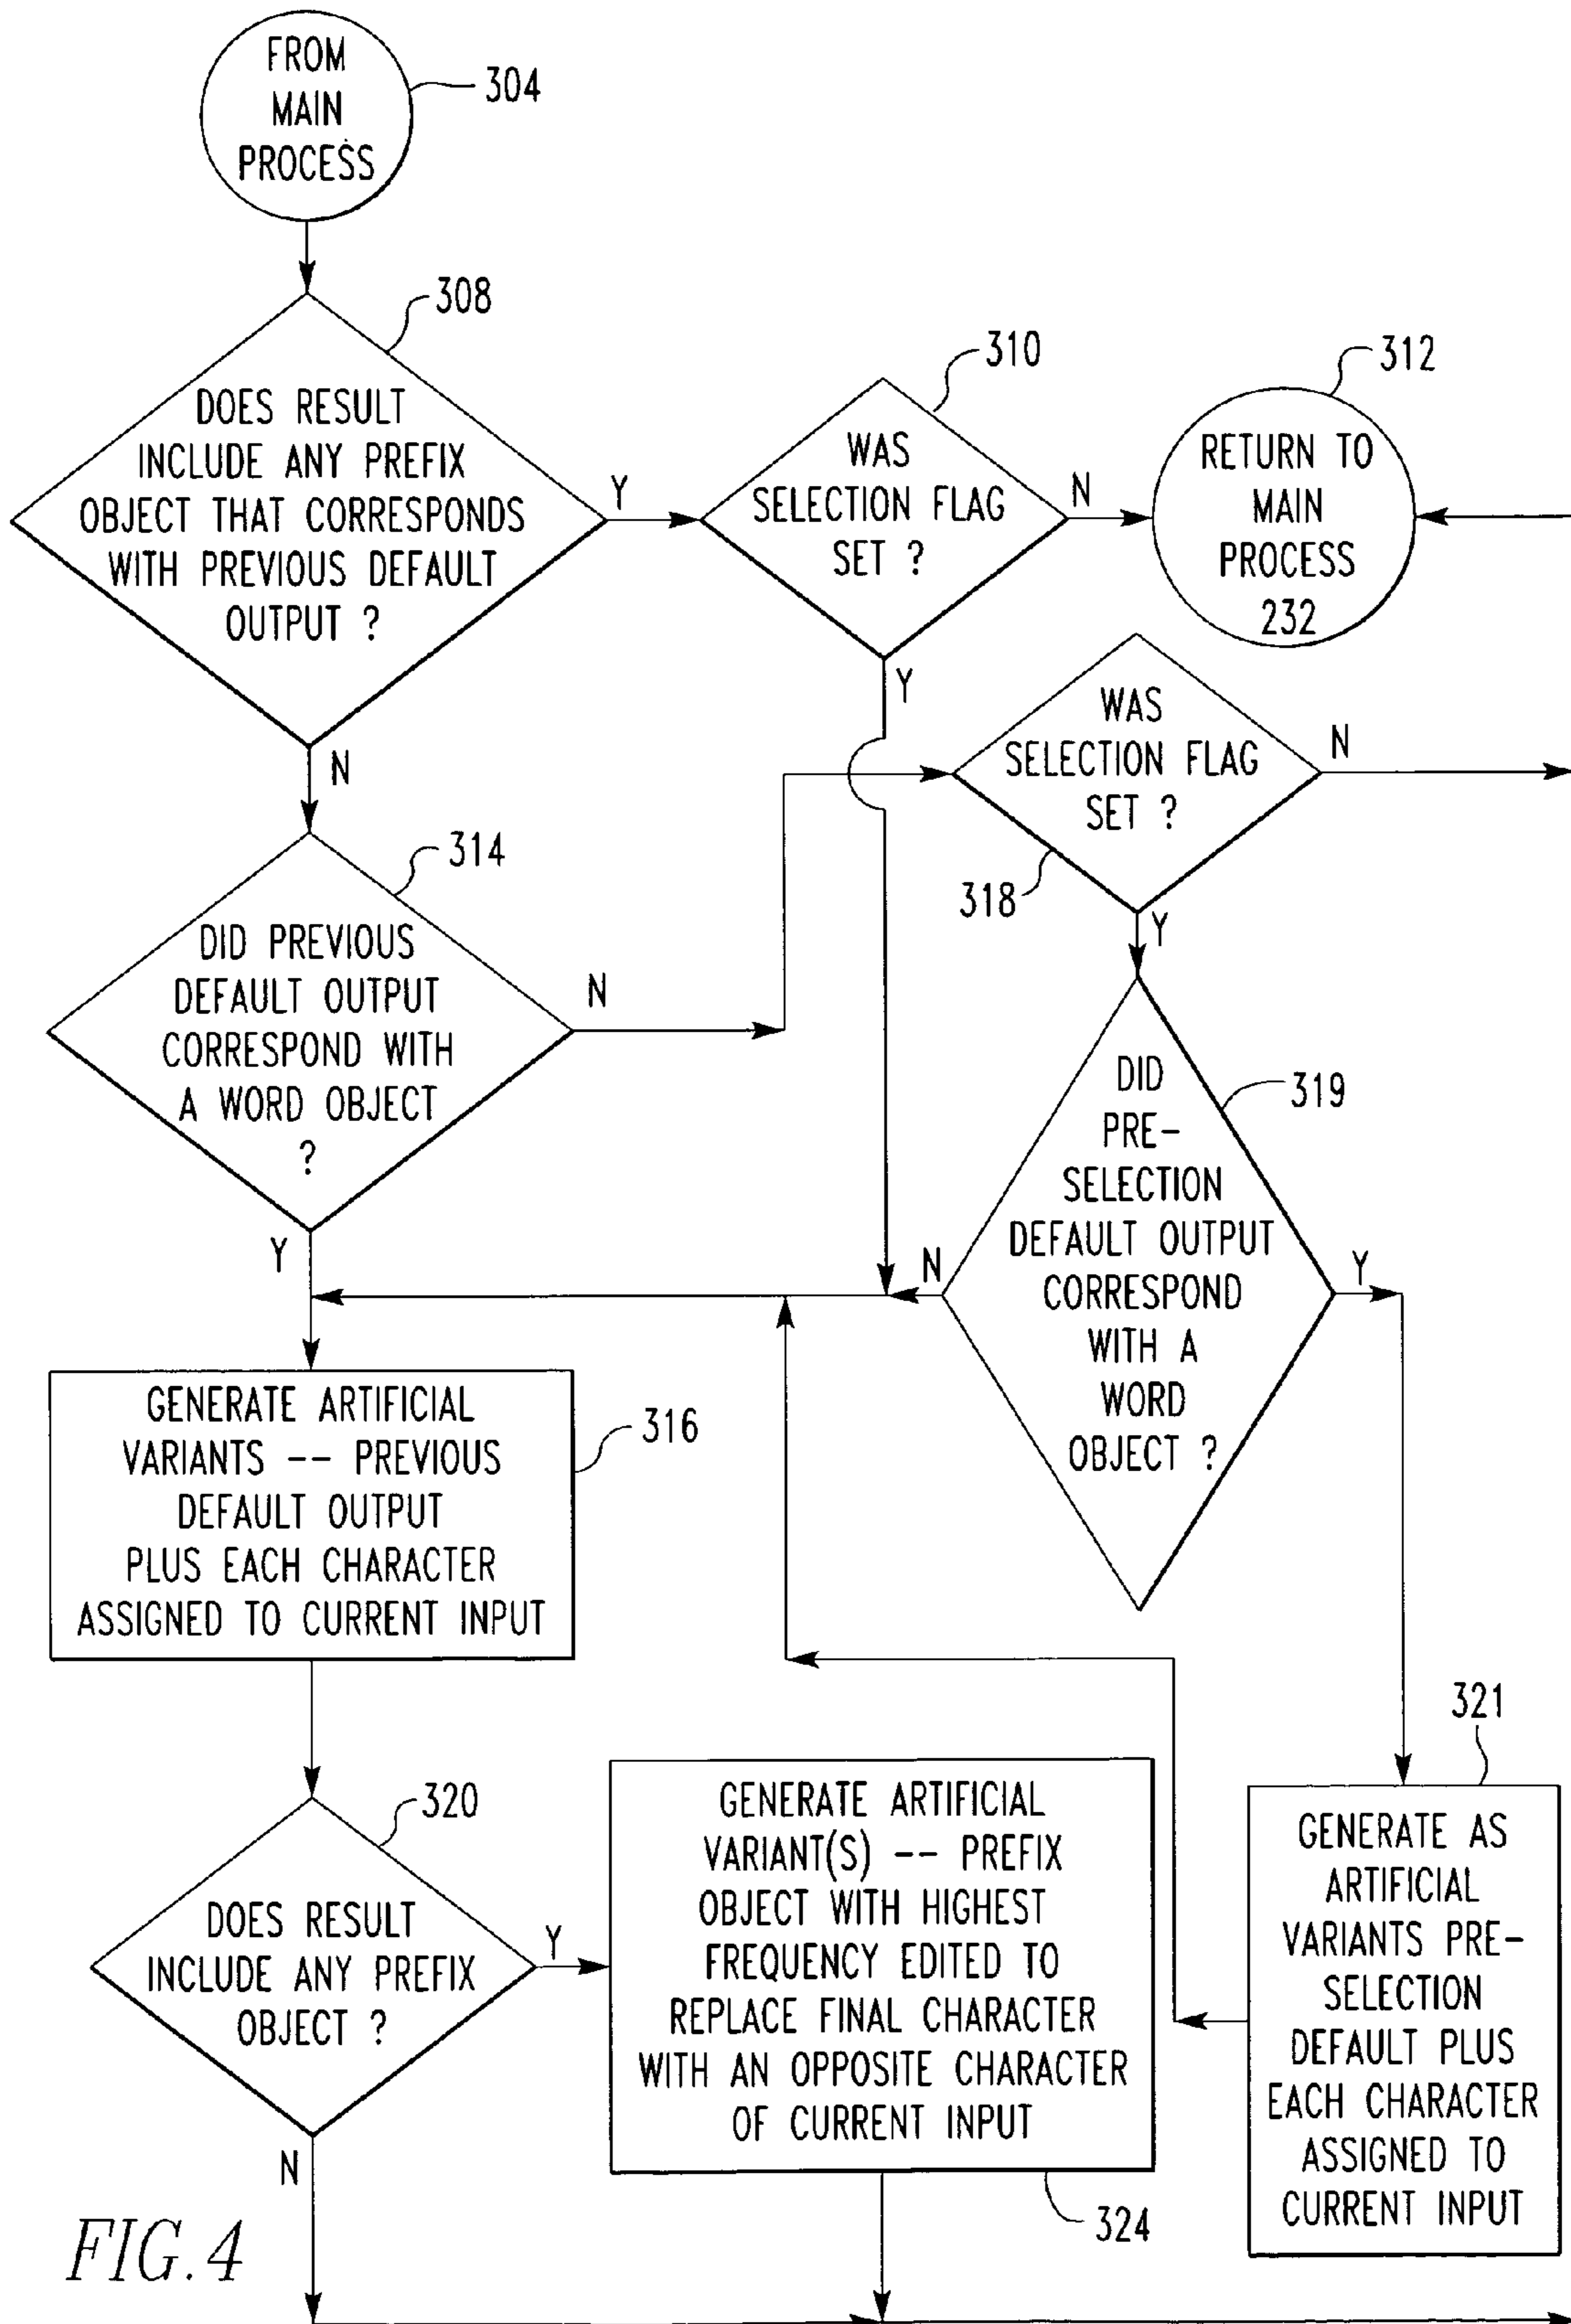 FROM
MAIN
PROCESS
304
308
DOES RESULT
INCLUDE ANY PREFIX
OBJECT THAT CORRESPONDS
WITH PREVIOUS DEFAULT
OUTPUT ?
Y
N
310
WAS
SELECTION FLAG
SET ?
N
Y
312
RETURN TO
MAIN
PROCESS
232
314
DID PREVIOUS
DEFAULT OUTPUT
CORRESPOND WITH
A WORD OBJECT
?
N
Y
WAS
SELECTION FLAG
SET ?
N
318
Y
DID
PRE-
SELECTION
DEFAULT OUTPUT
CORRESPOND
WITH A
WORD
OBJECT ?
319
N
Y
GENERATE ARTIFICIAL
VARIANTS -- PREVIOUS
DEFAULT OUTPUT
PLUS EACH CHARACTER
ASSIGNED TO CURRENT INPUT
316
320
DOES RESULT
INCLUDE ANY PREFIX
OBJECT ?
Y
N
GENERATE ARTIFICIAL
VARIANT(S) -- PREFIX
OBJECT WITH HIGHEST
FREQUENCY EDITED TO
REPLACE FINAL CHARACTER
WITH AN OPPOSITE CHARACTER
OF CURRENT INPUT
324
321
GENERATE AS
ARTIFICIAL
VARIANTS PRE-
SELECTION
DEFAULT PLUS
EACH CHARACTER
ASSIGNED TO
CURRENT INPUT
FIG.4